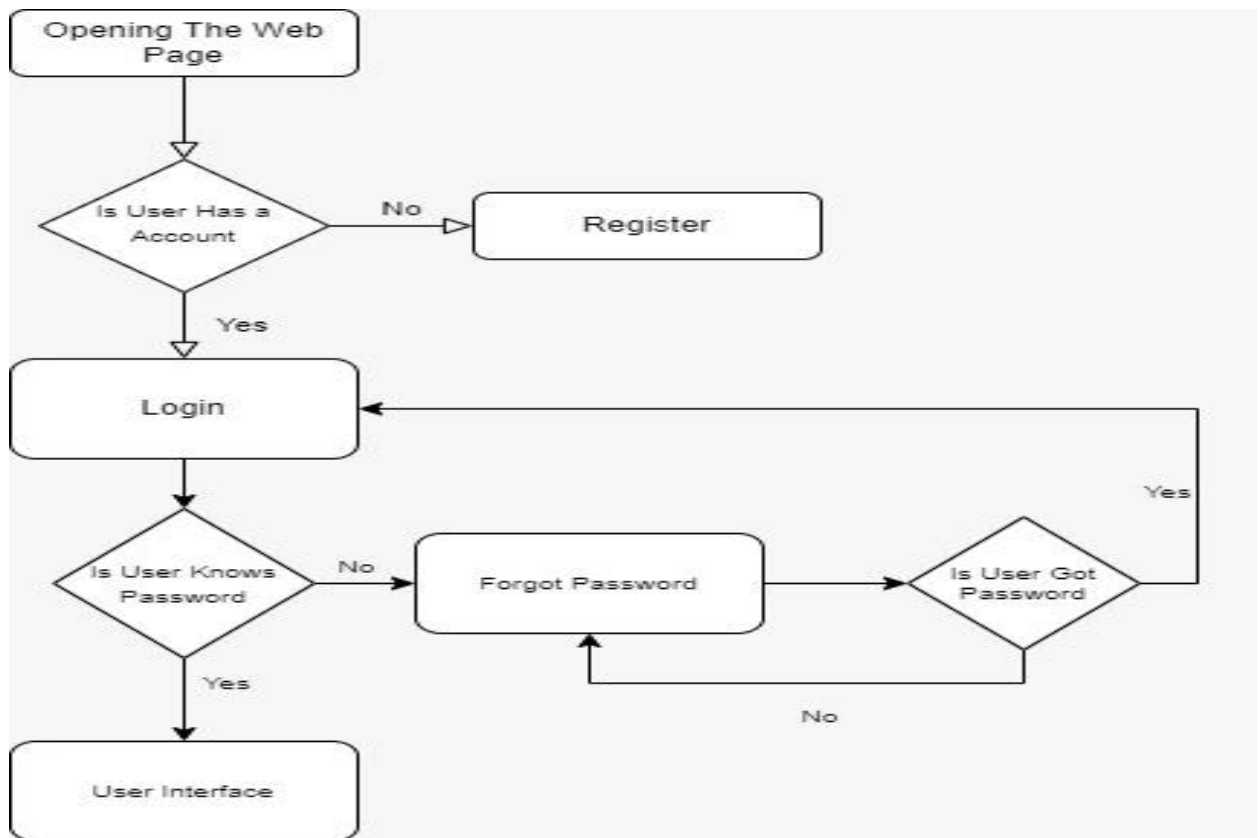 Opening The Web
Page
Is User Has a
Account
No
Register
Yes
Login
Yes
Is User Knows
Password
No
Forgot Password
Is User Got
Password
Yes
No
User Interface